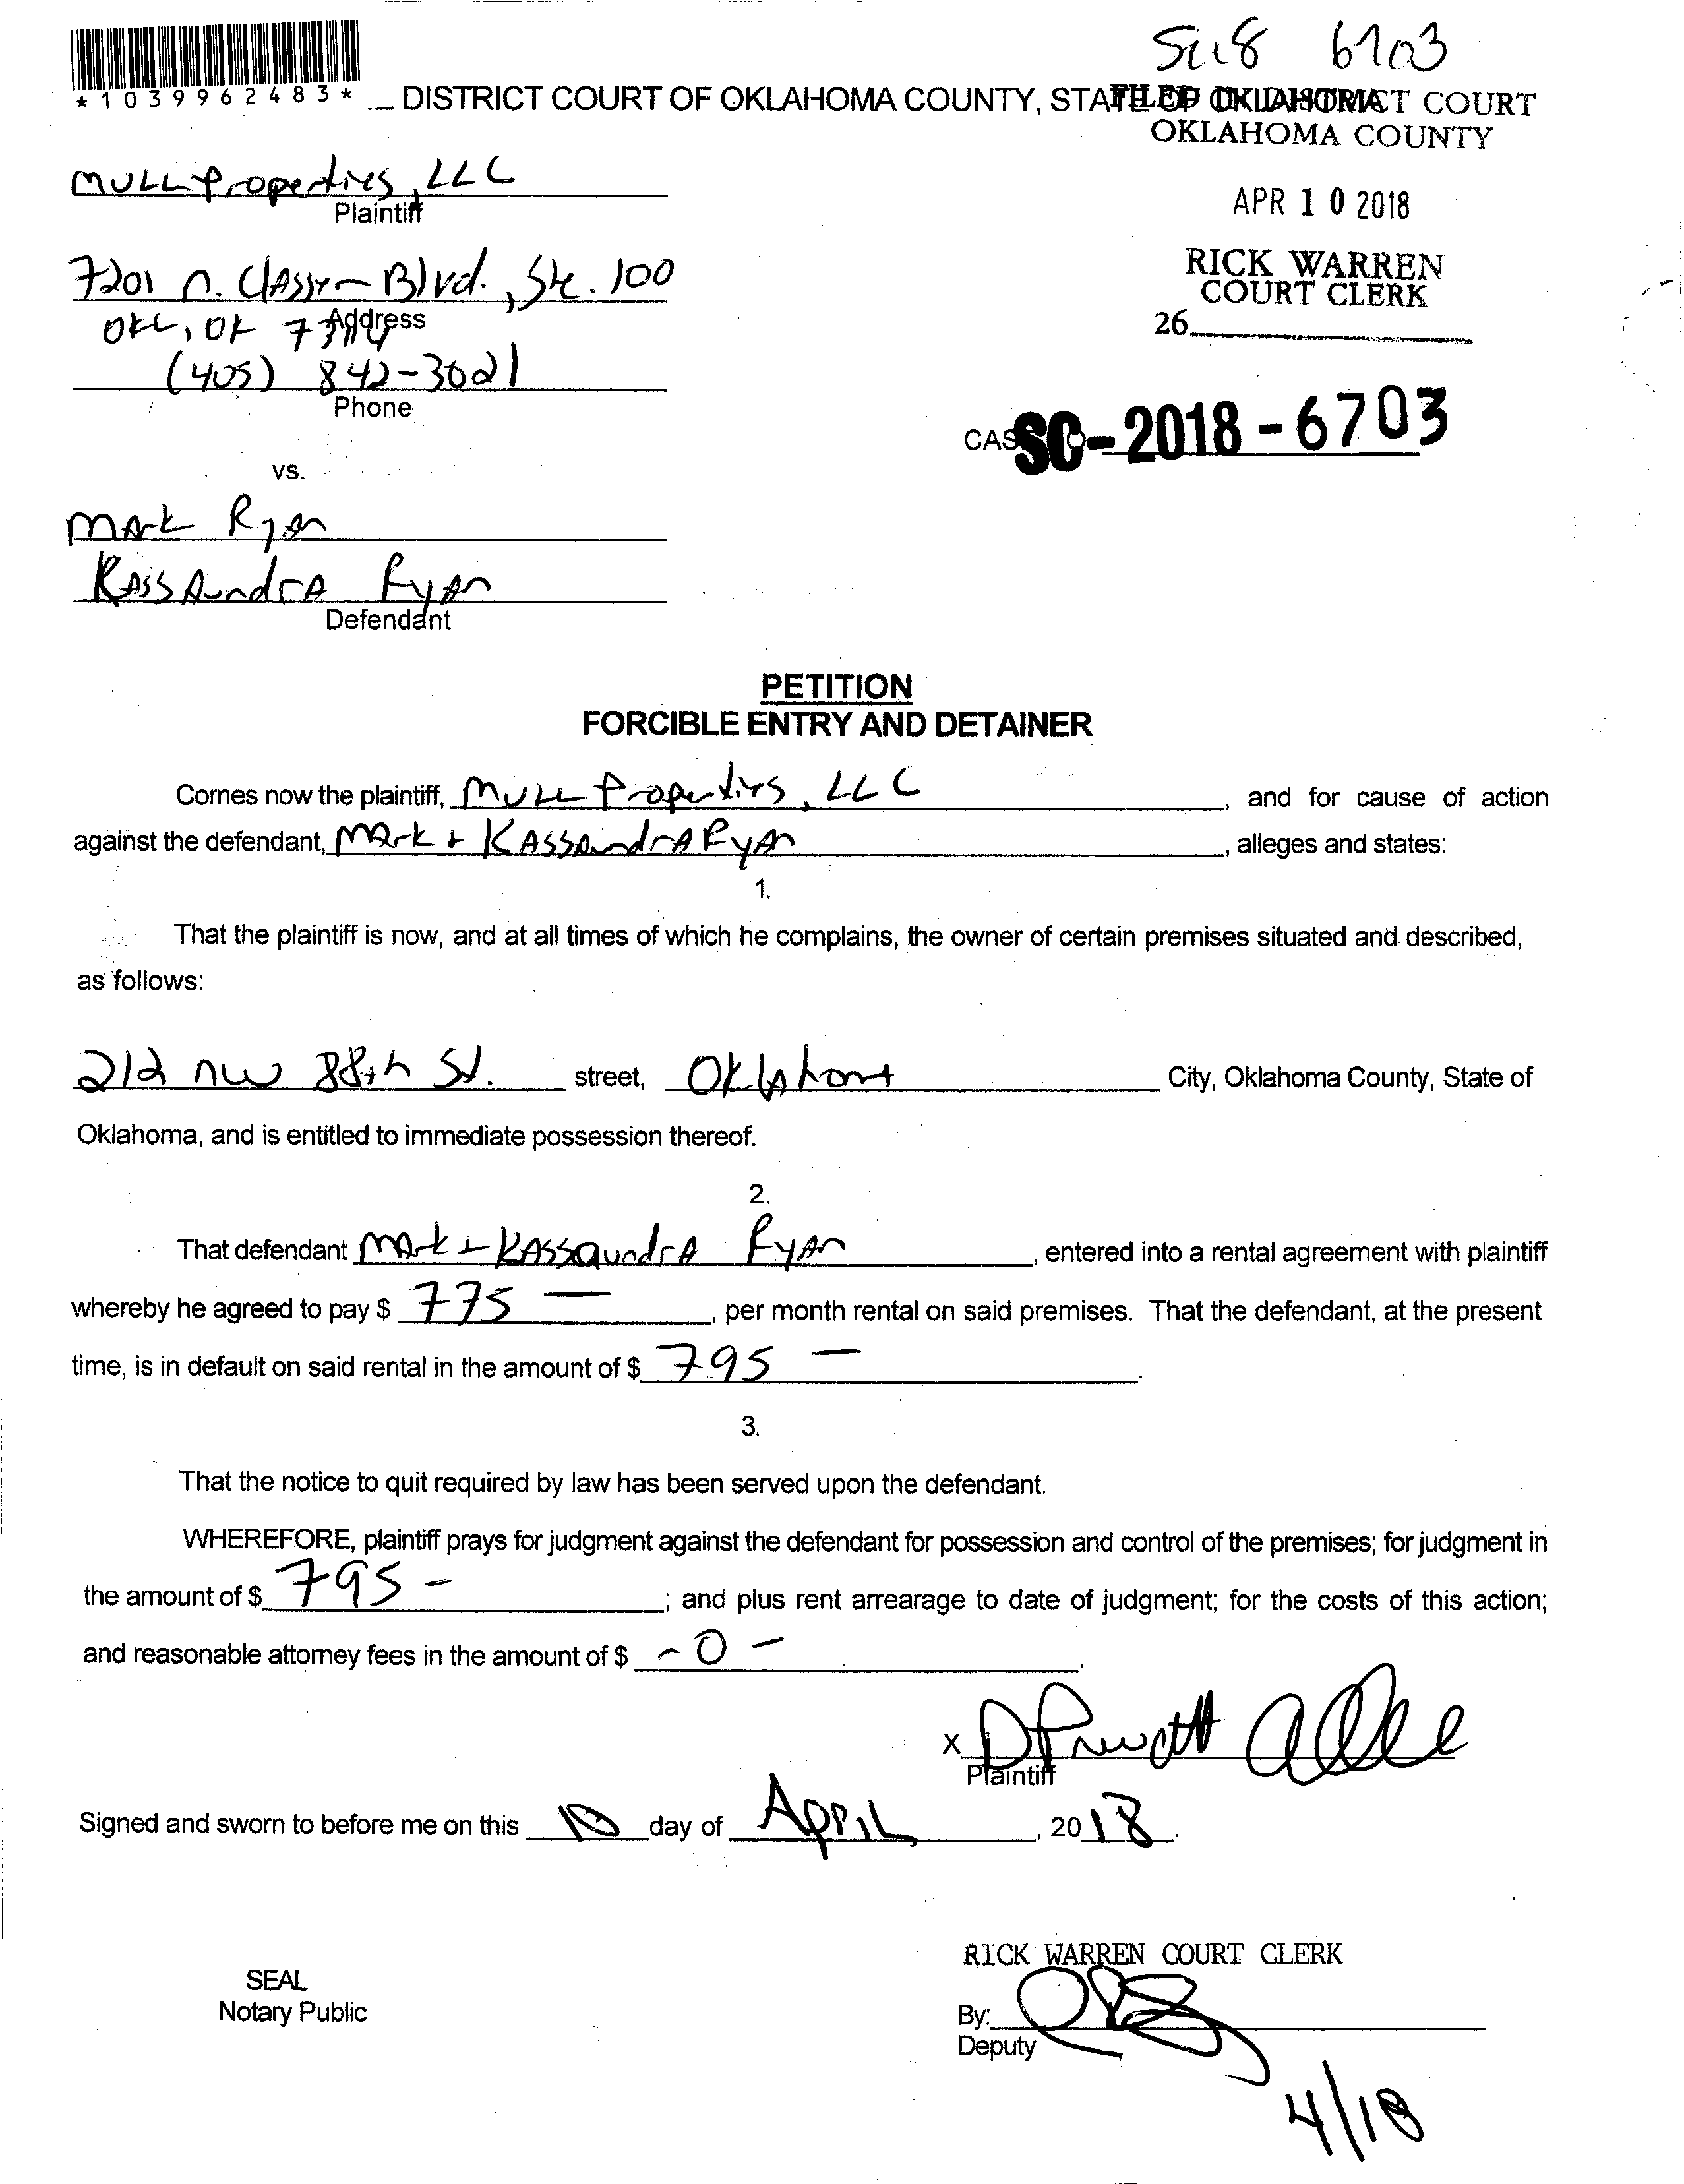 Su8 6703
*1039962483*
DISTRICT COURT OF OKLAHOMA COUNTY, STATE OF OKLAHOMA
FILED IN DISTRICT COURT
OKLAHOMA COUNTY
MULL Properties, LLC
Plaintiff
APR 10 2018
7201 N. Classen Blvd., Ste. 100
RICK WARREN
COURT CLERK
Address
OKC, OK
26
(405) 842-3021
Phone
CAS SC-2018-6703
vs.
Mark Ryan
Kassaundra Ryan
Defendant
PETITION
FORCIBLE ENTRY AND DETAINER
Comes now the plaintiff, MULL Properties, LLC, and for cause of action
against the defendant, Mark & Kassandra Ryan, alleges and states:
1.
That the plaintiff is now, and at all times of which he complains, the owner of certain premises situated and described,
as follows:
212 NW 88th St. street, Oklahoma City, Oklahoma County, State of
Oklahoma, and is entitled to immediate possession thereof.
2.
That defendant Mark & Kassaundra Ryan, entered into a rental agreement with plaintiff
whereby he agreed to pay $ 775 —, per month rental on said premises. That the defendant, at the present
time, is in default on said rental in the amount of $ 795 —.
3.
That the notice to quit required by law has been served upon the defendant.
WHEREFORE, plaintiff prays for judgment against the defendant for possession and control of the premises; for judgment in
the amount of $ 795 -; and plus rent arrearage to date of judgment; for the costs of this action;
and reasonable attorney fees in the amount of $ -0-.
X
Plaintiff
Signed and sworn to before me on this 10 day of April, 2018.
RICK WARREN COURT CLERK
SEAL
Notary Public
By:
Deputy
4/18